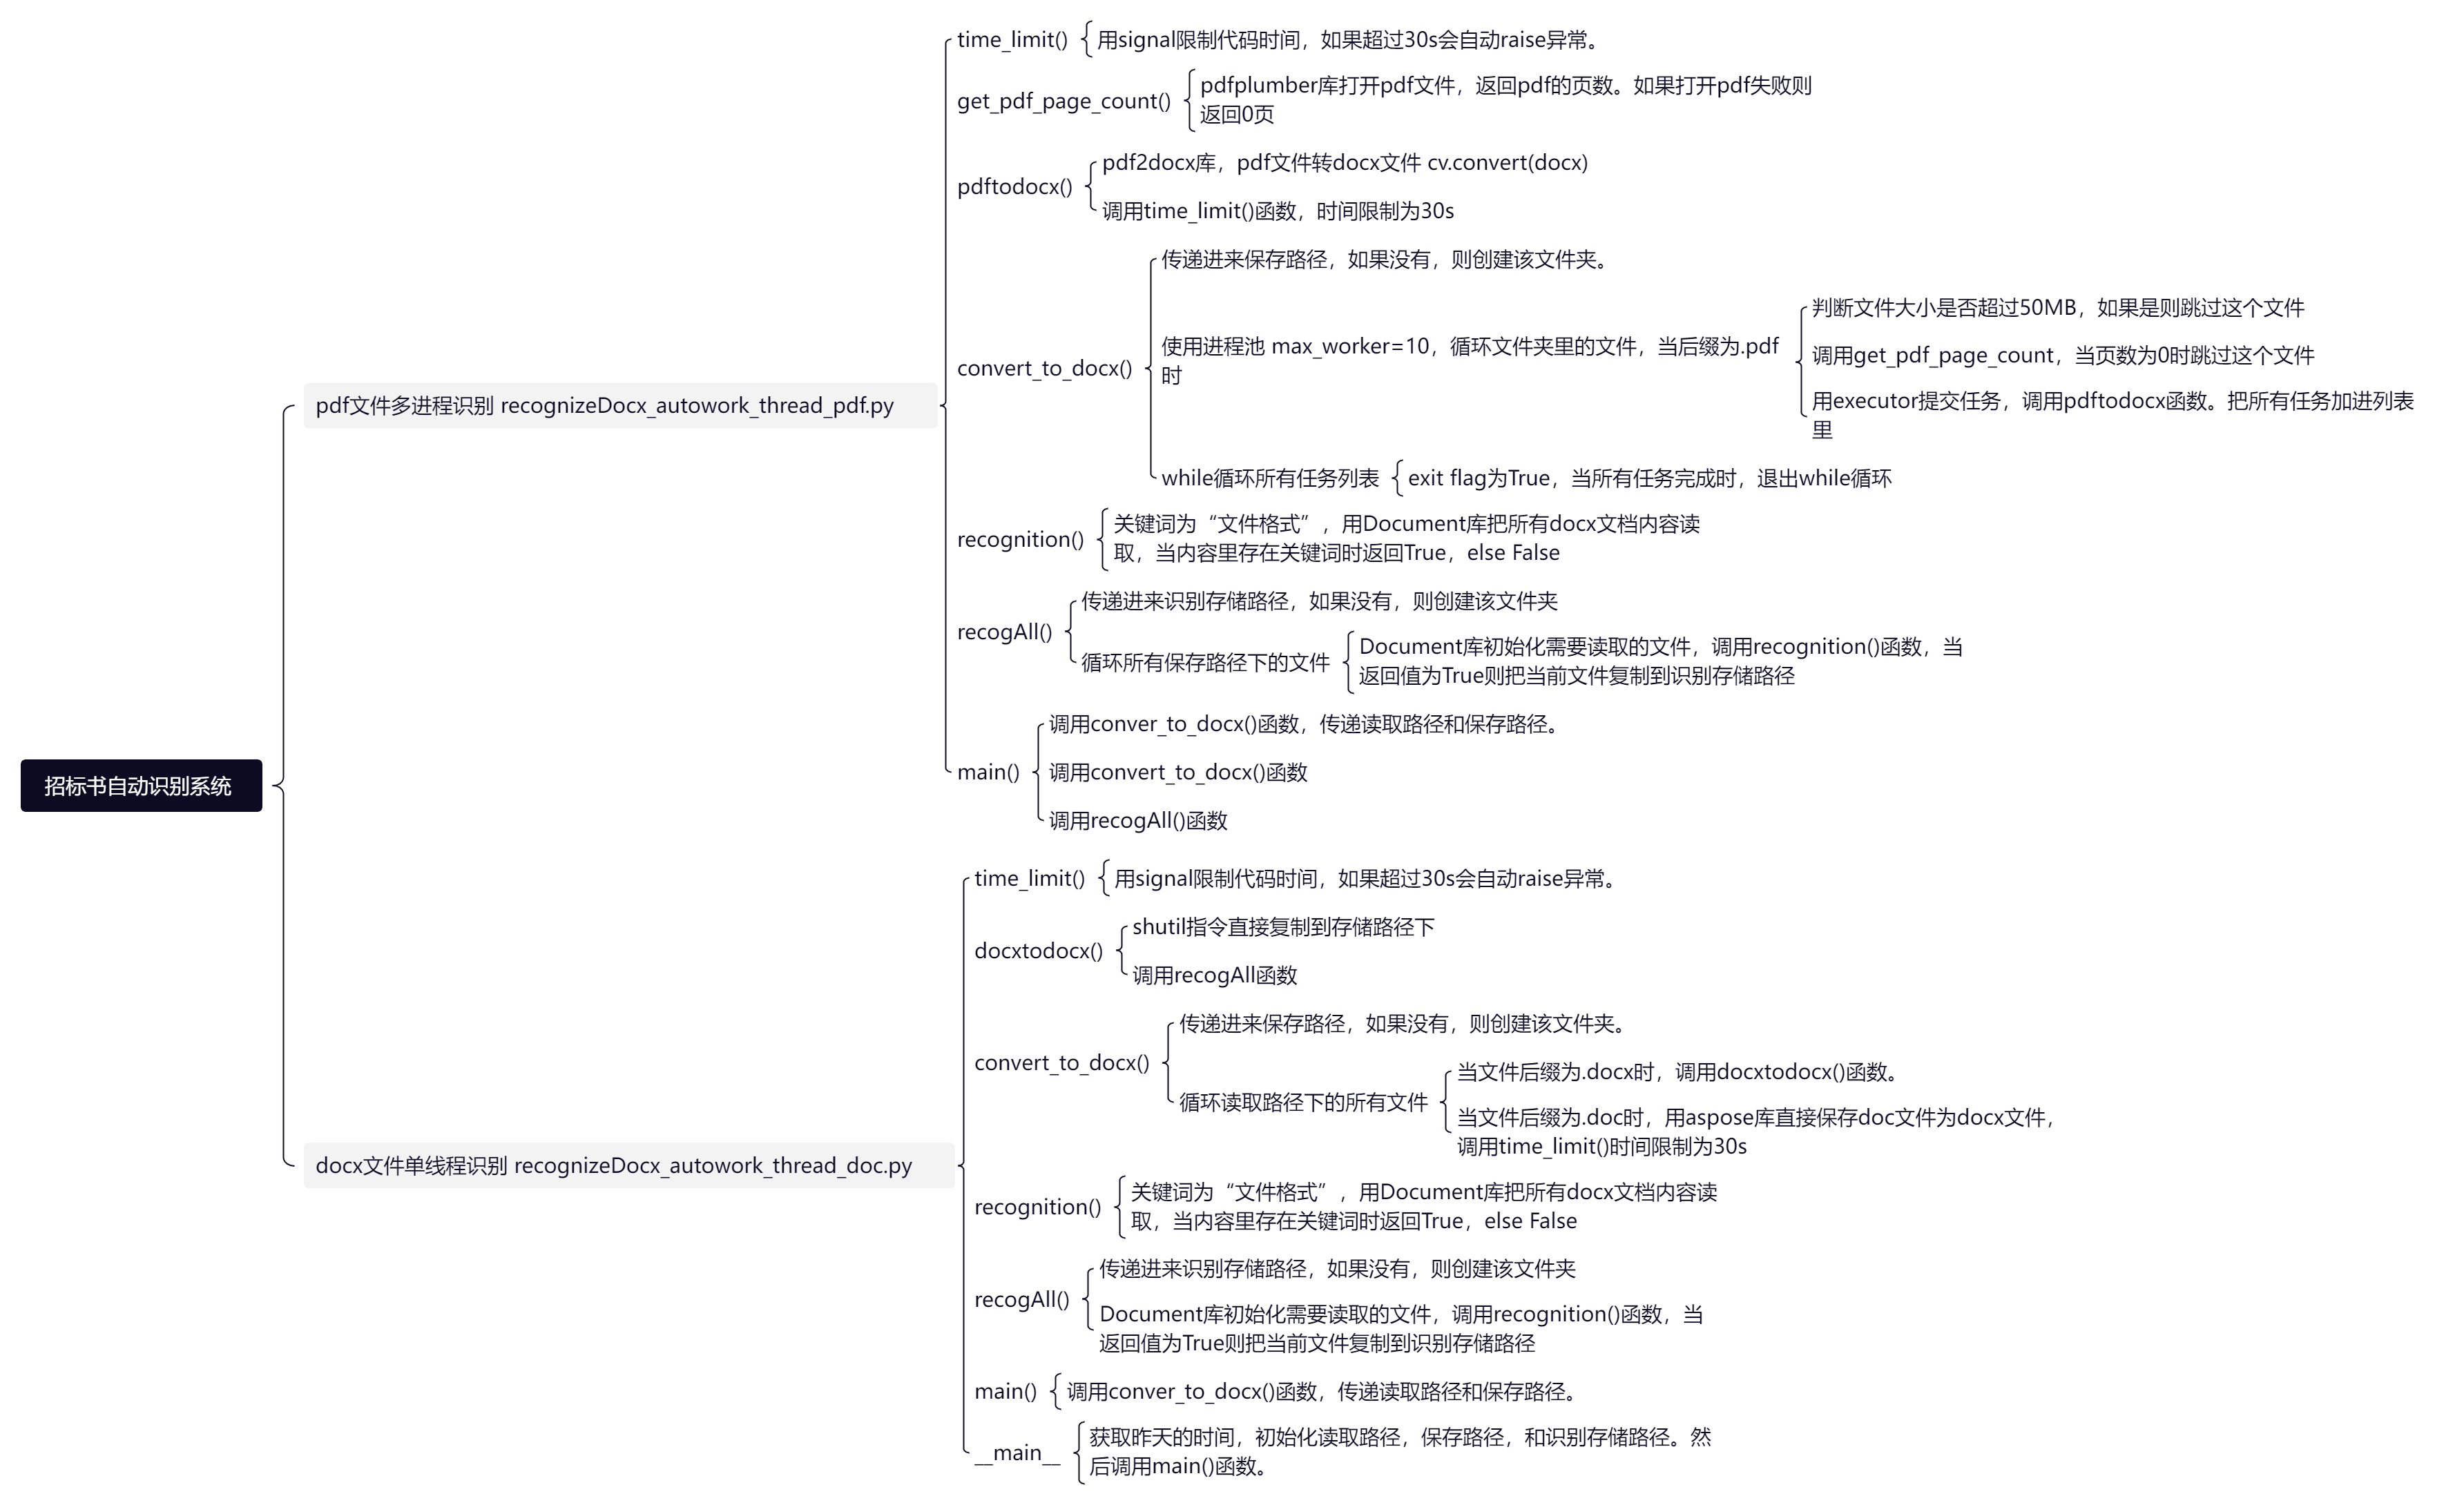 招标书自动识别系统
pdf文件多进程识别 recognizeDocx_autowork_thread_pdf.py
time_limit()
用signal限制代码时间，如果超过30s会自动raise异常。
get_pdf_page_count()
pdfplumber库打开pdf文件，返回pdf的页数。如果打开pdf失败则
返回0页
pdftodocx()
pdf2docx库，pdf文件转docx文件 cv.convert(docx)
调用time_limit()函数，时间限制为30s
convert_to_docx()
传递进来保存路径，如果没有，则创建该文件夹。
使用进程池 max_worker=10，循环文件夹里的文件，当后缀为.pdf
时
判断文件大小是否超过50MB，如果是则跳过这个文件
调用get_pdf_page_count，当页数为0时跳过这个文件
用executor提交任务，调用pdftodocx函数。把所有任务加进列表
里
while循环所有任务列表
exit flag为True，当所有任务完成时，退出while循环
recognition()
关键词为“文件格式”，用Document库把所有docx文档内容读
取，当内容里存在关键词时返回True，else False
recogAll()
传递进来识别存储路径，如果没有，则创建该文件夹
循环所有保存路径下的文件
Document库初始化需要读取的文件，调用recognition()函数，当
返回值为True则把当前文件复制到识别存储路径
main()
调用conver_to_docx()函数，传递读取路径和保存路径。
调用convert_to_docx()函数
调用recogAll()函数
docx文件单线程识别 recognizeDocx_autowork_thread_doc.py
time_limit()
用signal限制代码时间，如果超过30s会自动raise异常。
docxtodocx()
shutil指令直接复制到存储路径下
调用recogAll函数
convert_to_docx()
传递进来保存路径，如果没有，则创建该文件夹。
循环读取路径下的所有文件
当文件后缀为.docx时，调用docxtodocx()函数。
当文件后缀为.doc时，用aspose库直接保存doc文件为docx文件，
调用time_limit()时间限制为30s
recognition()
关键词为“文件格式”，用Document库把所有docx文档内容读
取，当内容里存在关键词时返回True，else False
recogAll()
传递进来识别存储路径，如果没有，则创建该文件夹
Document库初始化需要读取的文件，调用recognition()函数，当
返回值为True则把当前文件复制到识别存储路径
main()
调用conver_to_docx()函数，传递读取路径和保存路径。
__main__
获取昨天的时间，初始化读取路径，保存路径，和识别存储路径。然
后调用main()函数。